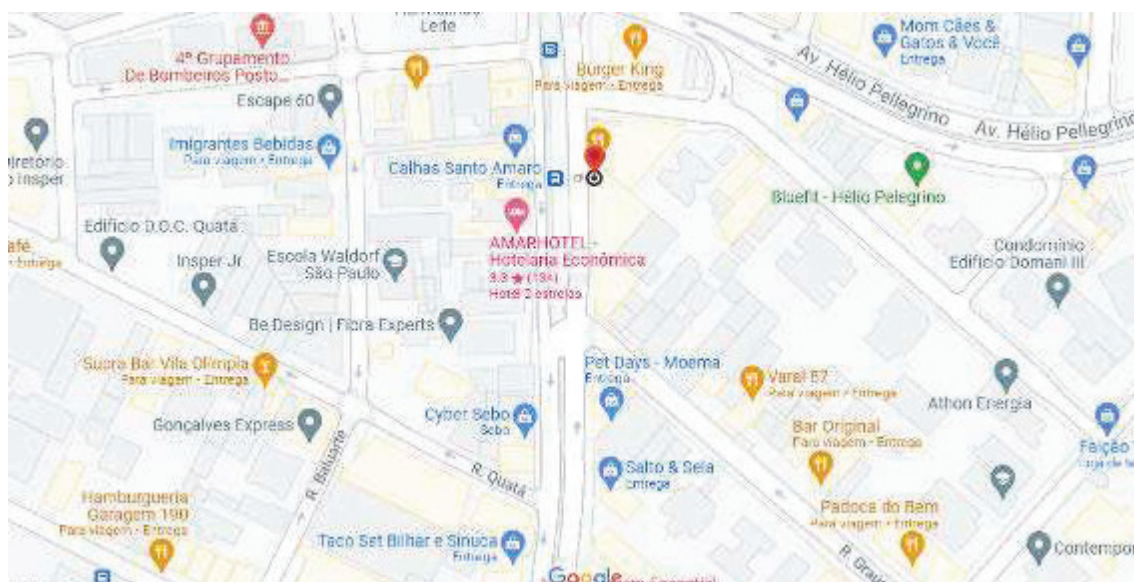 Leite
4º Grupamento
De Bombeiros Posto...
Escape 60
Imigrantes Bebidas
Para viagem • Entrega
Diretório
o Insper
Burger King
Para viagem • Entrega
Mom Cães &
Gatos & Você
Entrega
Av. Hélio Pellegrino
Av. Hélio Pellegrino
Calhas Santo Amaro
Entrega
Bluefit - Hélio Pelegrino
Edifício D.O.C. Quatá
Insper Jr
Escola Waldorf
São Paulo
AMARHOTEL -
Hotelaria Econômica
Hotel 2 estrelas
Condomínio
Edifício Domani III
Entrega
Be Design | Fibra Experts
Pet Days - Moema
Entrega
Para viagem • Entrega
Gonçalves Express
Cyber Sebo
Sebo
Varal 87
Para viagem • Entrega
Athon Energia
Bar Original
Para viagem • Entrega
R. Baluarte
R. Quatá
Salto & Sela
Entrega
Hamburgueria
Garagem 190
Para viagem • Entrega
Padoca do Bem
Para viagem • Entrega
Taco Set Bilhar e Sinuca
Entrega
Google